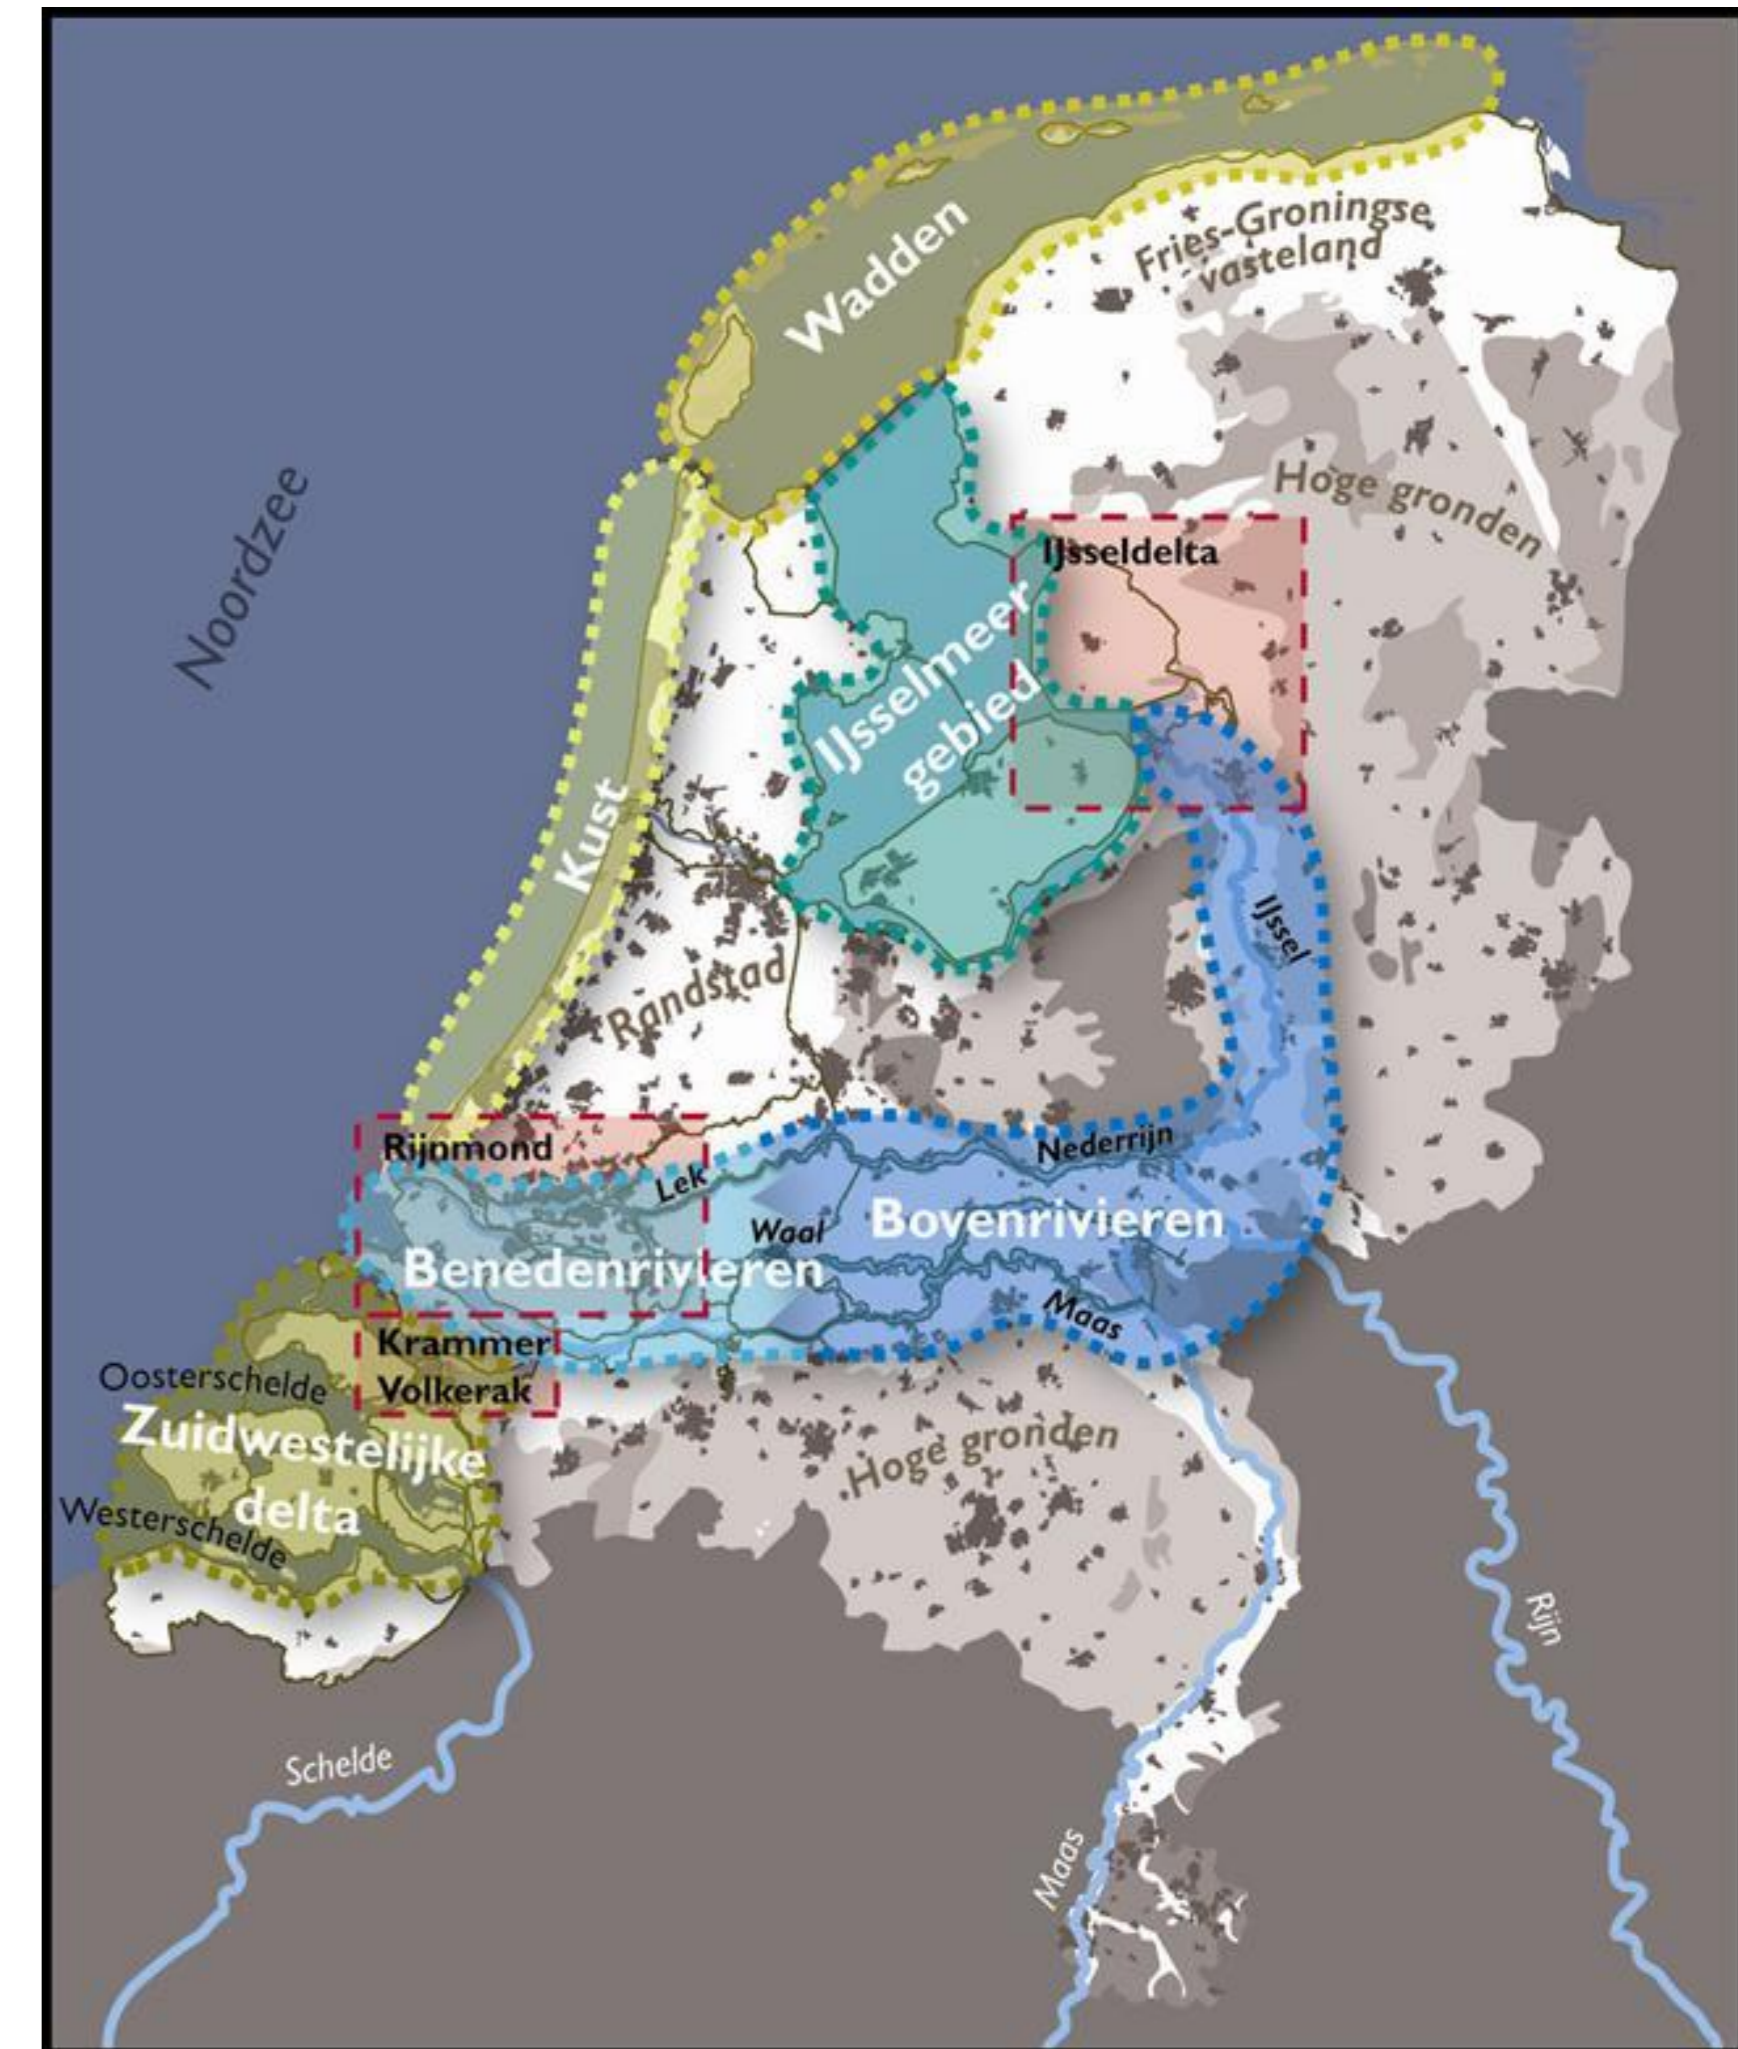 Wadden
Fries-Groningse
vasteland
Hoge gronden
Noordzee
IJsseldelta
IJsselmeer
gebied
Kust
IJssel
Randstad
Rijnmond
Nederrijn
Lek
Waal
Bovenrivieren
Benedenrivieren
Maas
Krammer
Volkerak
Oosterschelde
Zuidwestelijke
delta
Westerschelde
Hoge gronden
Rijn
Schelde
Maas